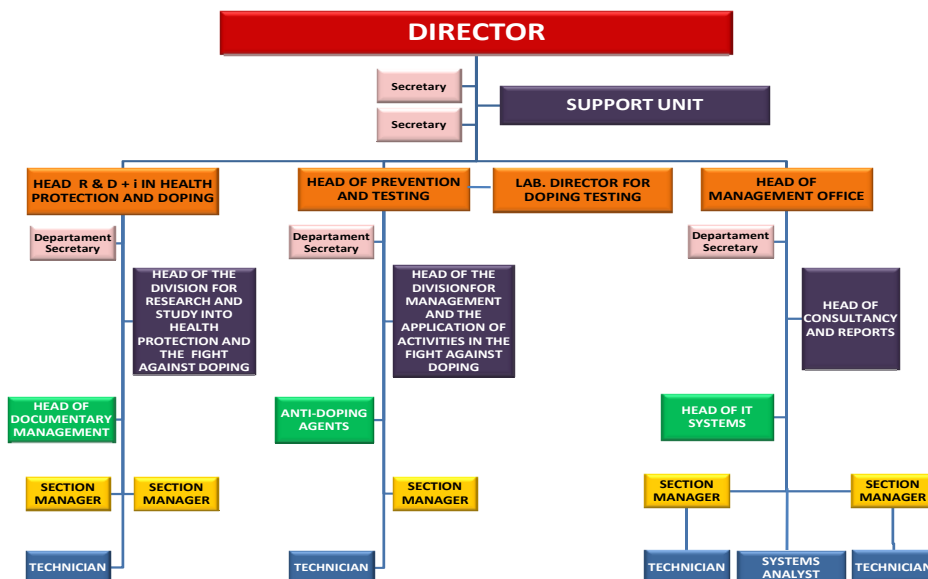 DIRECTOR
Secretary
SUPPORT UNIT
Secretary
HEAD R & D + i IN HEALTH
PROTECTION AND DOPING
HEAD OF PREVENTION
AND TESTING
LAB. DIRECTOR FOR
DOPING TESTING
HEAD OF
MANAGEMENT OFFICE
Departament
Secretary
Departament
Secretary
Departament
Secretary
HEAD OF THE
DIVISION FOR
RESEARCH AND
STUDY INTO
HEALTH
PROTECTION AND
THE FIGHT
AGAINST DOPING
HEAD OF THE
DIVISIONFOR
MANAGEMENT
AND THE
APPLICATION OF
ACTIVITIES IN THE
FIGHT AGAINST
DOPING
HEAD OF
CONSULTANCY
AND REPORTS
HEAD OF
DOCUMENTARY
MANAGEMENT
ANTI-DOPING
AGENTS
HEAD OF IT
SYSTEMS
SECTION
MANAGER
SECTION
MANAGER
SECTION
MANAGER
SECTION
MANAGER
SECTION
MANAGER
TECHNICIAN
TECHNICIAN
TECHNICIAN
SYSTEMS
ANALYST
TECHNICIAN